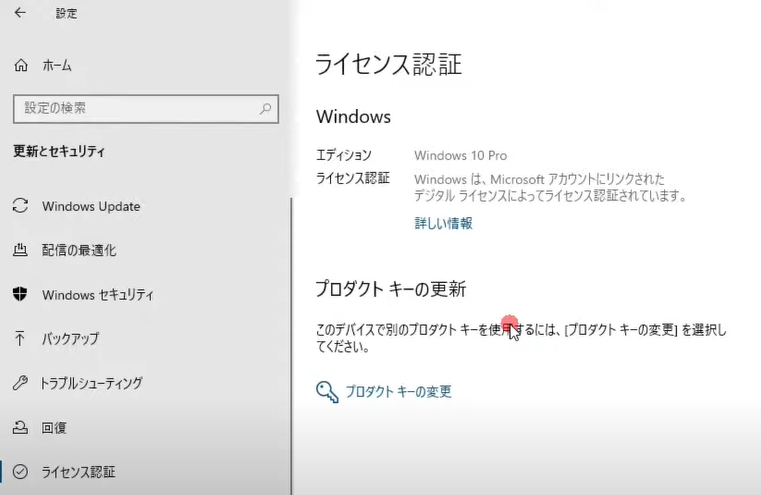 設定
ホーム
設定の検索
更新とセキュリティ
Windows Update
配信の最適化
Windows セキュリティ
バックアップ
トラブルシューティング
回復
ライセンス認証
ライセンス認証
Windows
エディション Windows 10 Pro
ライセンス認証 Windows は、Microsoft アカウントにリンクされた
デジタル ライセンスによってライセンス認証されています。
詳しい情報
プロダクト キーの更新
このデバイスで別のプロダクト キーを使用するには、[プロダクト キーの変更] を選択し
てください。
プロダクト キーの変更